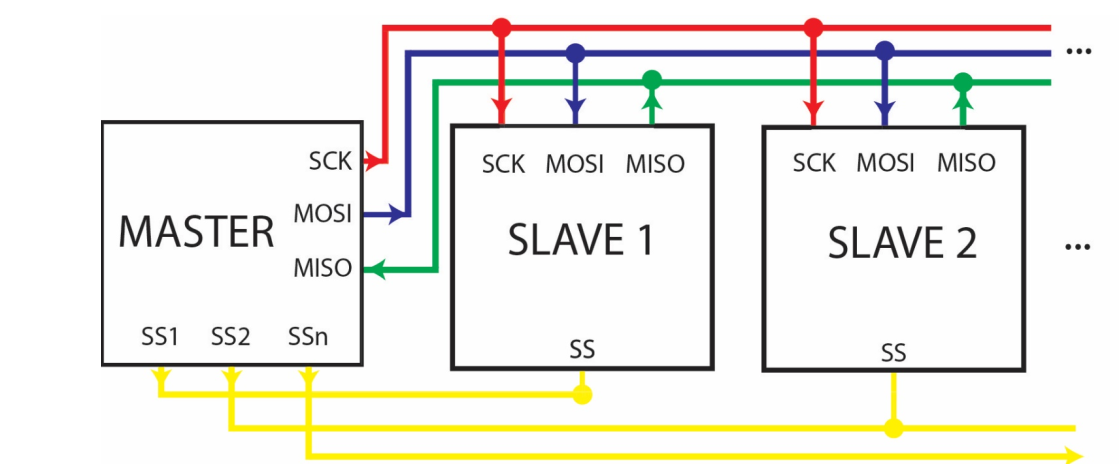 ...
SCK
MOSI
MISO
MASTER
SS1 SS2 SSn
SCK MOSI MISO
SLAVE 1
SS
SCK MOSI MISO
SLAVE 2
SS
...